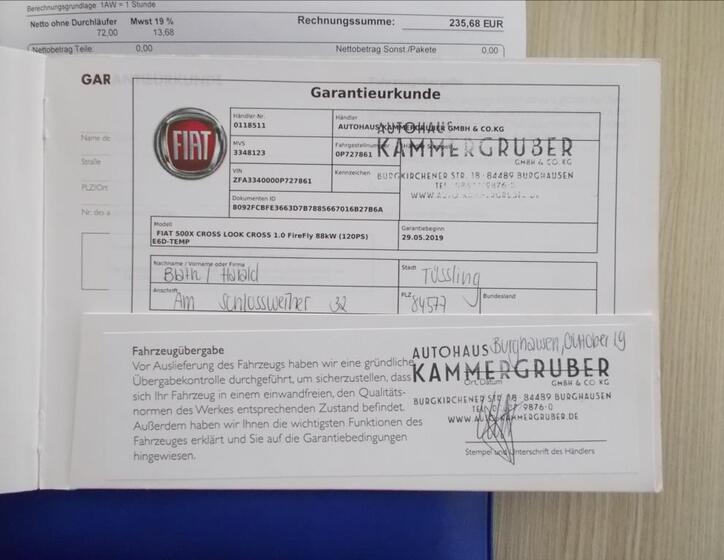 Berechnungsgrundlage: 1AW = 1 Stunde
Netto ohne Durchläufer Mwst 19 % Rechnungssumme: 235,68 EUR
72,00 13,68
Nettobetrag Teile: 0,00 Nettobetrag Sonst./Pakete 0,00
GAR
Name de
Straße
PLZ/Ort
Nr. des a
Garantieurkunde
FIAT
Händler-Nr.
0118511
Händler
AUTOHAUS GMBH & CO.KG
MVS
3348123
Fahrgestellnummer
0P727861
VIN
ZFA3340000P727861
Kennzeichen
Dokumenten ID
8092FCBFE3663D7B7885667016B27B6A
AUTOHAUS
KAMMERGRUBER
GMBH & CO. KG
BURGKIRCHENER STR. 18 · 84489 BURGHAUSEN
Modell
FIAT 500X CROSS LOOK CROSS 1.0 FireFly 88kW (120PS)
E6D-TEMP
Garantiebeginn
29.05.2019
Nachname / Vorname oder Firma
Harald
Stadt
Tüssling
Anschrift
Am Schlossweiher 32
PLZ
84577
Bundesland
Fahrzeugübergabe
Vor Auslieferung des Fahrzeugs haben wir eine gründliche
Übergabekontrolle durchgeführt, um sicherzustellen, dass
sich Ihr Fahrzeug in einem einwandfreien, den Qualitäts-
normen des Werkes entsprechenden Zustand befindet.
Außerdem haben wir Ihnen die wichtigsten Funktionen des
Fahrzeuges erklärt und Sie auf die Garantiebedingungen
hingewiesen.
AUTOHAUS Burghausen, Oktober 19
KAMMERGRUBER
Ort, Datum GMBH & CO. KG
BURGKIRCHENER STR. 18 · 84489 BURGHAUSEN
9876-0
WWW.AUTOHAUS-KAMMERGRUBER.DE
Stempel und Unterschrift des Händlers